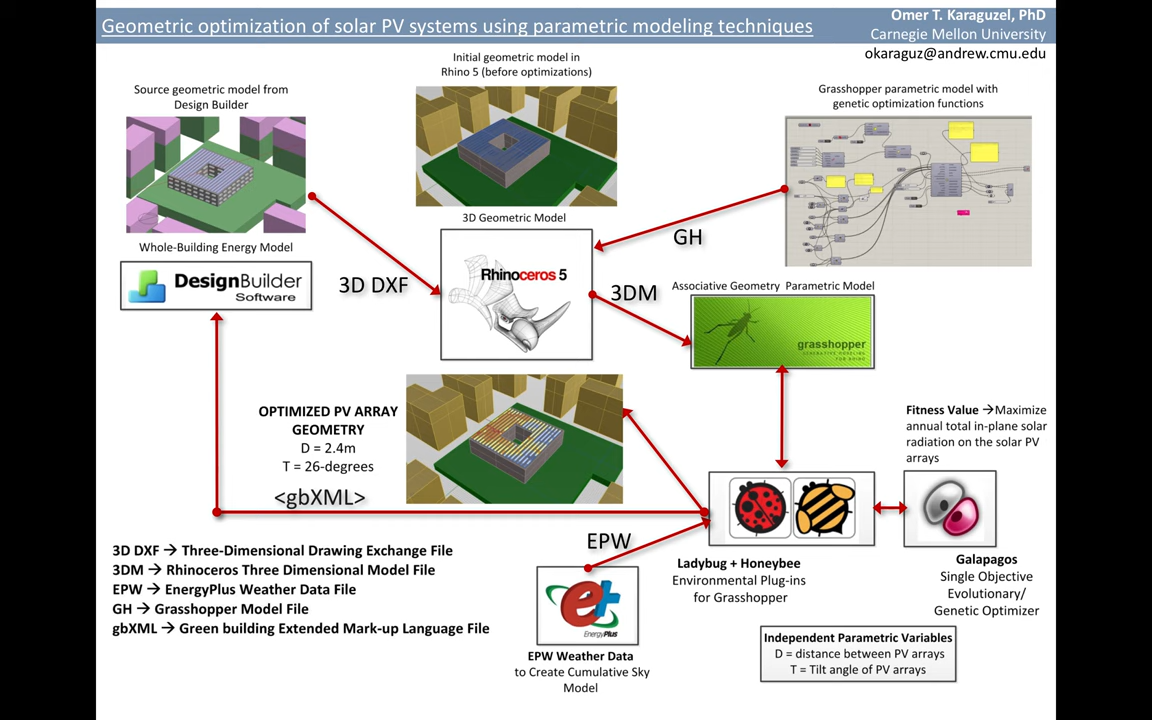 Geometric optimization of solar PV systems using parametric modeling techniques
Omer T. Karaguzel, PhD
Carnegie Mellon University
okaraguz@andrew.cmu.edu
Source geometric model from
Design Builder
Initial geometric model in
Rhino 5 (before optimizations)
Grasshopper parametric model with
genetic optimization functions
Whole-Building Energy Model
DesignBuilder
Software
3D DXF
3D Geometric Model
Rhinoceros 5
GH
3DM
Associative Geometry Parametric Model
grasshopper
GENERATIVE MODELING
FOR RHINO
OPTIMIZED PV ARRAY
GEOMETRY
D = 2.4m
T = 26-degrees
<gbXML>
Fitness Value →Maximize
annual total in-plane solar
radiation on the solar PV
arrays
EPW
Ladybug + Honeybee
Environmental Plug-ins
for Grasshopper
Galapagos
Single Objective
Evolutionary/
Genetic Optimizer
3D DXF → Three-Dimensional Drawing Exchange File
3DM → Rhinoceros Three Dimensional Model File
EPW → EnergyPlus Weather Data File
GH → Grasshopper Model File
gbXML → Green building Extended Mark-up Language File
e+
EnergyPlus
EPW Weather Data
to Create Cumulative Sky
Model
Independent Parametric Variables
D = distance between PV arrays
T = Tilt angle of PV arrays